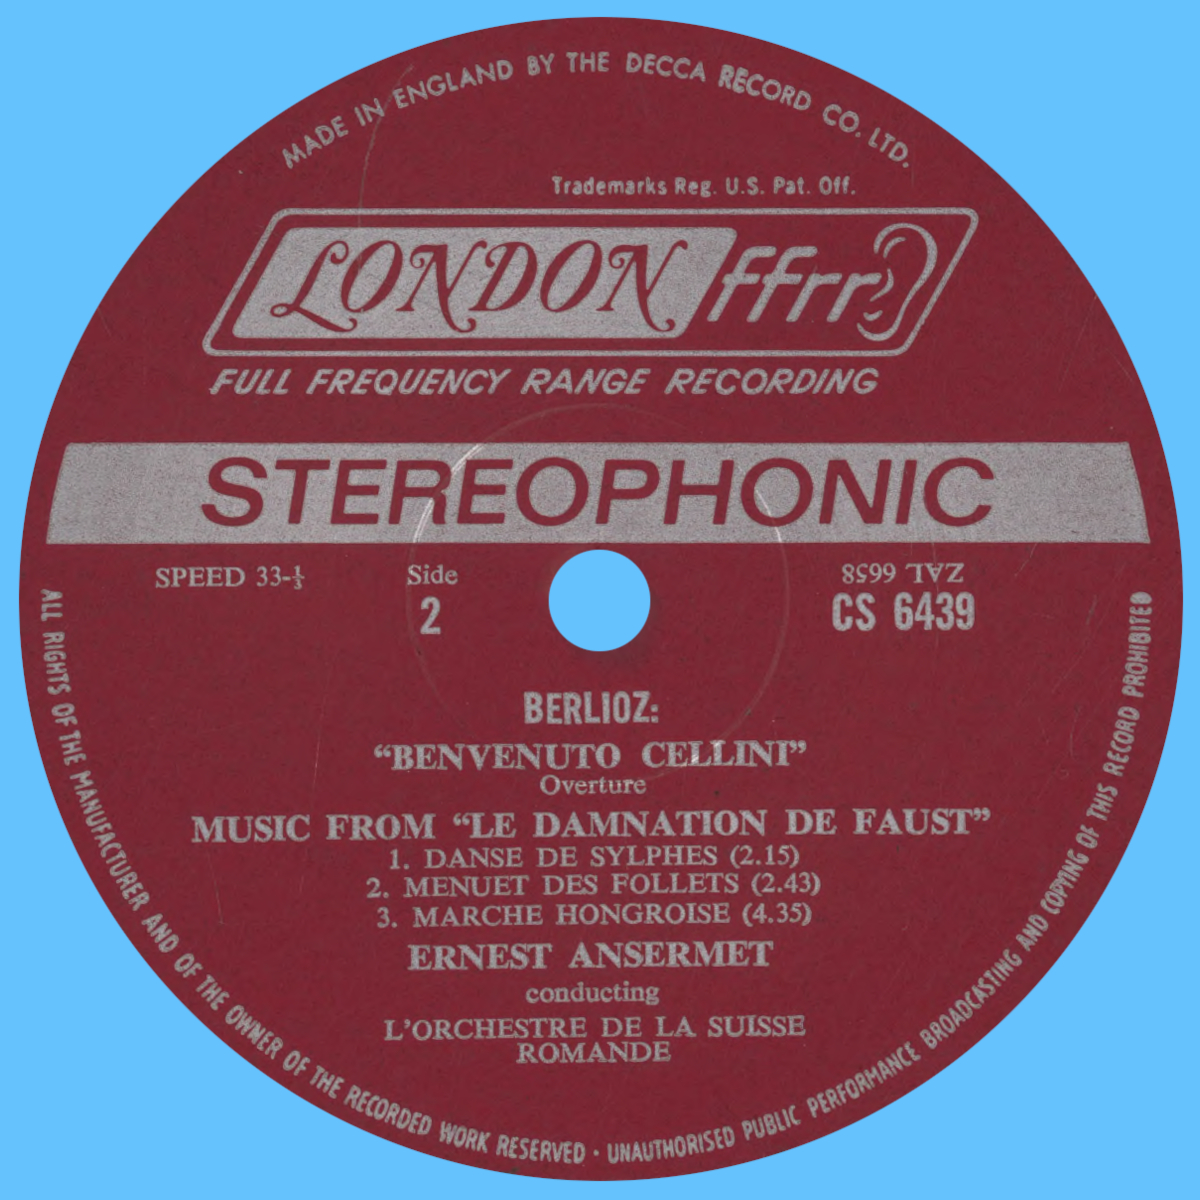 MADE IN ENGLAND BY THE DECCA RECORD CO. LTD.
Trademarks Reg. U.S. Pat. Off.
LONDON ffrr
FULL FREQUENCY RANGE RECORDING
STEREOPHONIC
SPEED 33-⅓
Side
2
ZAL 6658
CS 6439
BERLIOZ:
“BENVENUTO CELLINI”
Overture
MUSIC FROM “LE DAMNATION DE FAUST”
1. DANSE DE SYLPHES (2.15)
2. MENUET DES FOLLETS (2.43)
3. MARCHE HONGROISE (4.35)
ERNEST ANSERMET
conducting
L’ORCHESTRE DE LA SUISSE
ROMANDE
ALL RIGHTS OF THE MANUFACTURER AND OF THE OWNER OF THE RECORDED WORK RESERVED · UNAUTHORISED PUBLIC PERFORMANCE BROADCASTING AND COPYING OF THIS RECORD PROHIBITED